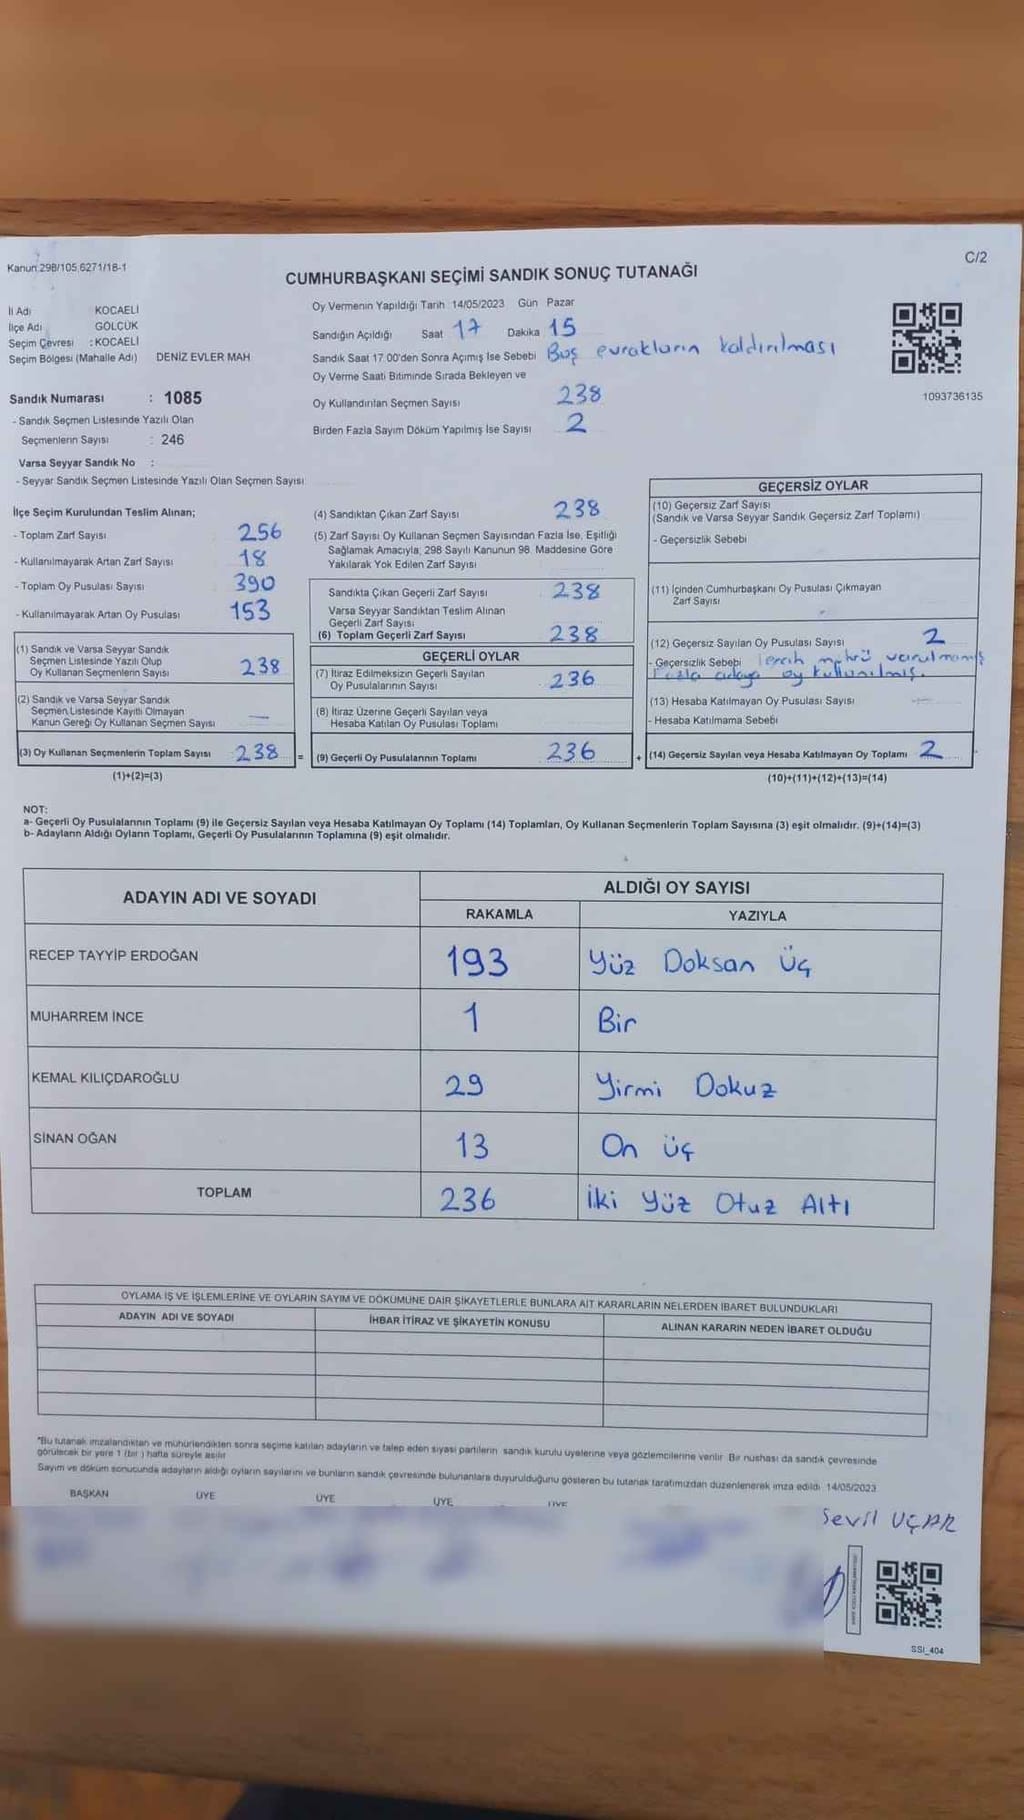 Kanun:298/105,6271/18-1
C/2
CUMHURBAŞKANI SEÇİMİ SANDIK SONUÇ TUTANAĞI
İl Adı KOCAELİ
İlçe Adı GÖLCÜK
Seçim Çevresi : KOCAELİ
Seçim Bölgesi (Mahalle Adı) DENİZ EVLER MAH
Sandık Numarası : 1085
- Sandık Seçmen Listesinde Yazılı Olan
Seçmenlerin Sayısı : 246
Varsa Seyyar Sandık No :
- Seyyar Sandık Seçmen Listesinde Yazılı Olan Seçmen Sayısı:
Oy Vermenin Yapıldığı Tarih : 14/05/2023 Gün Pazar
Sandığın Açıldığı Saat 17 Dakika 15
Sandık Saat 17.00'den Sonra Açımış İse Sebebi Boş evrakların kaldırılması
Oy Verme Saati Bitiminde Sırada Bekleyen ve
Oy Kullandırılan Seçmen Sayısı 238
Birden Fazla Sayım Döküm Yapılmış İse Sayısı 2
1093736135
İlçe Seçim Kurulundan Teslim Alınan;
- Toplam Zarf Sayısı 256
- Kullanılmayarak Artan Zarf Sayısı 18
- Toplam Oy Pusulası Sayısı 390
- Kullanılmayarak Artan Oy Pusulası 153
(1) Sandık ve Varsa Seyyar Sandık
Seçmen Listesinde Yazılı Olup
Oy Kullanan Seçmenlerin Sayısı 238
(2) Sandık ve Varsa Seyyar Sandık
Seçmen Listesinde Kayıtlı Olmayan
Kanun Gereği Oy Kullanan Seçmen Sayısı —
(3) Oy Kullanan Seçmenlerin Toplam Sayısı 238 =
(1)+(2)=(3)
(4) Sandıktan Çıkan Zarf Sayısı 238
(5) Zarf Sayısı Oy Kullanan Seçmen Sayısından Fazla İse, Eşitliği
Sağlamak Amacıyla; 298 Sayılı Kanunun 98. Maddesine Göre
Yakılarak Yok Edilen Zarf Sayısı
Sandıkta Çıkan Geçerli Zarf Sayısı 238
Varsa Seyyar Sandıktan Teslim Alınan
Geçerli Zarf Sayısı
(6) Toplam Geçerli Zarf Sayısı 238
GEÇERLİ OYLAR
(7) İtiraz Edilmeksizin Geçerli Sayılan
Oy Pusulalarının Sayısı 236
(8) İtiraz Üzerine Geçerli Sayılan veya
Hesaba Katılan Oy Pusulası Toplamı
(9) Geçerli Oy Pusulalarının Toplamı 236 +
GEÇERSİZ OYLAR
(10) Geçersiz Zarf Sayısı
(Sandık ve Varsa Seyyar Sandık Geçersiz Zarf Toplamı)
- Geçersizlik Sebebi
(11) İçinden Cumhurbaşkanı Oy Pusulası Çıkmayan
Zarf Sayısı
(12) Geçersiz Sayılan Oy Pusulası Sayısı 2
- Geçersizlik Sebebi Tercih mührü vurulmamış
Fazla adaya oy kullanılmış.
(13) Hesaba Katılmayan Oy Pusulası Sayısı
- Hesaba Katılmama Sebebi
(14) Geçersiz Sayılan veya Hesaba Katılmayan Oy Toplamı 2
(10)+(11)+(12)+(13)=(14)
NOT:
a- Geçerli Oy Pusulalarının Toplamı (9) ile Geçersiz Sayılan veya Hesaba Katılmayan Oy Toplamı (14) Toplamları, Oy Kullanan Seçmenlerin Toplam Sayısına (3) eşit olmalıdır. (9)+(14)=(3)
b- Adayların Aldığı Oyların Toplamı, Geçerli Oy Pusulalarının Toplamına (9) eşit olmalıdır.
ADAYIN ADI VE SOYADI
ALDIĞI OY SAYISI
RAKAMLA YAZIYLA
RECEP TAYYİP ERDOĞAN 193 Yüz Doksan Üç
MUHARREM İNCE 1 Bir
KEMAL KILIÇDAROĞLU 29 Yirmi Dokuz
SİNAN OĞAN 13 On üç
TOPLAM 236 İki Yüz Otuz Altı
OYLAMA İŞ VE İŞLEMLERİNE VE OYLARIN SAYIM VE DÖKÜMÜNE DAİR ŞİKAYETLERLE BUNLARA AİT KARARLARIN NELERDEN İBARET BULUNDUKLARI
ADAYIN ADI VE SOYADI İHBAR İTİRAZ VE ŞİKAYETİN KONUSU ALINAN KARARIN NEDEN İBARET OLDUĞU
*Bu tutanak imzalandıktan ve mühürlendikten sonra seçime katılan adayların ve talep eden siyasi partilerin sandık kurulu üyelerine veya gözlemcilerine verilir. Bir nüshası da sandık çevresinde
görülecek bir yere 1 (bir ) hafta süreyle asılır
Sayım ve döküm sonucunda adayların aldığı oyların sayılarını ve bunların sandık çevresinde bulunanlara duyurulduğunu gösteren bu tutanak tarafımızdan düzenlenerek imza edildi. 14/05/2023
BAŞKAN ÜYE ÜYE ÜYE ÜYE
Sevil UÇAR
SSI_404